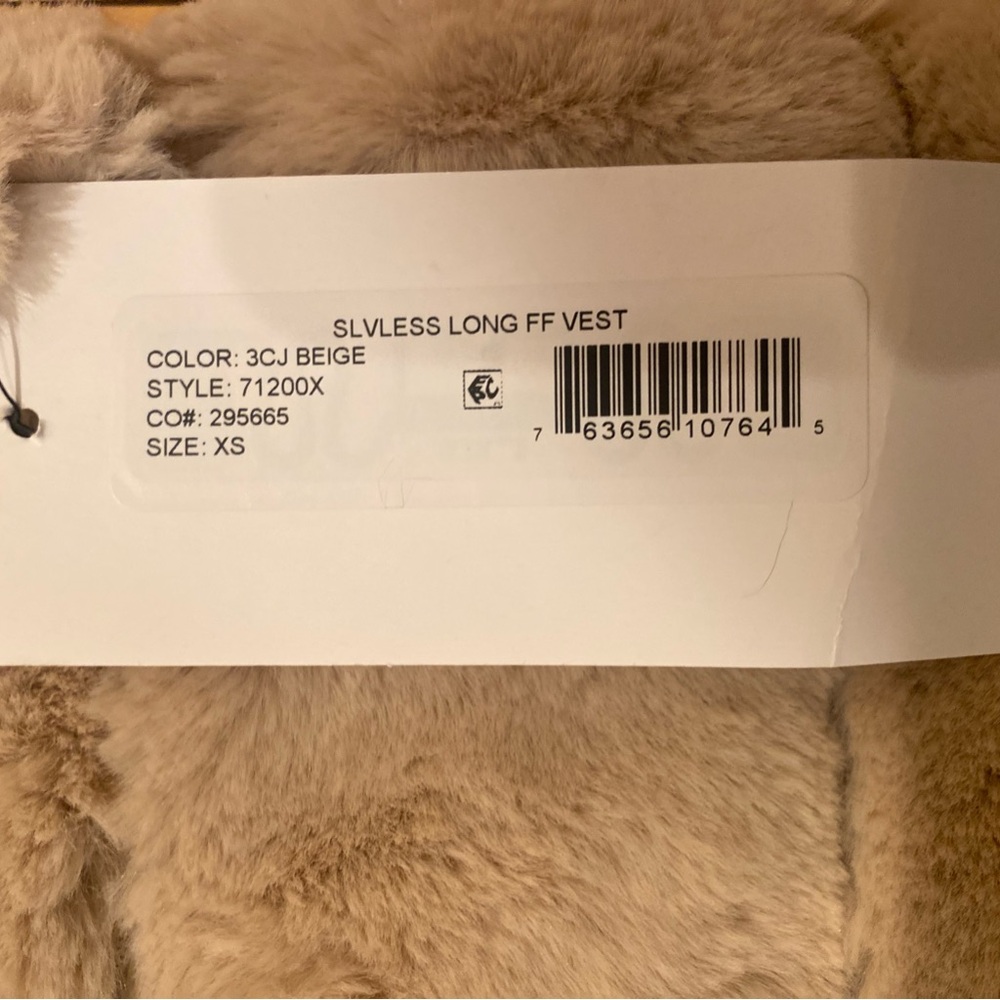 SLVLESS LONG FF VEST
COLOR: 3CJ BEIGE
STYLE: 71200X
CO#: 295665
SIZE: XS
7 63656 10764 5